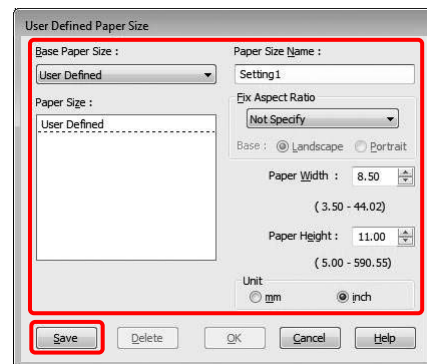 User Defined Paper Size
Base Paper Size :
User Defined
Paper Size :
User Defined
Paper Size Name :
Setting1
Fix Aspect Ratio
Not Specify
Base : Landscape Portrait
Paper Width : 8.50
( 3.50 - 44.02)
Paper Height : 11.00
( 5.00 - 590.55)
Unit
mm inch
Save Delete OK Cancel Help